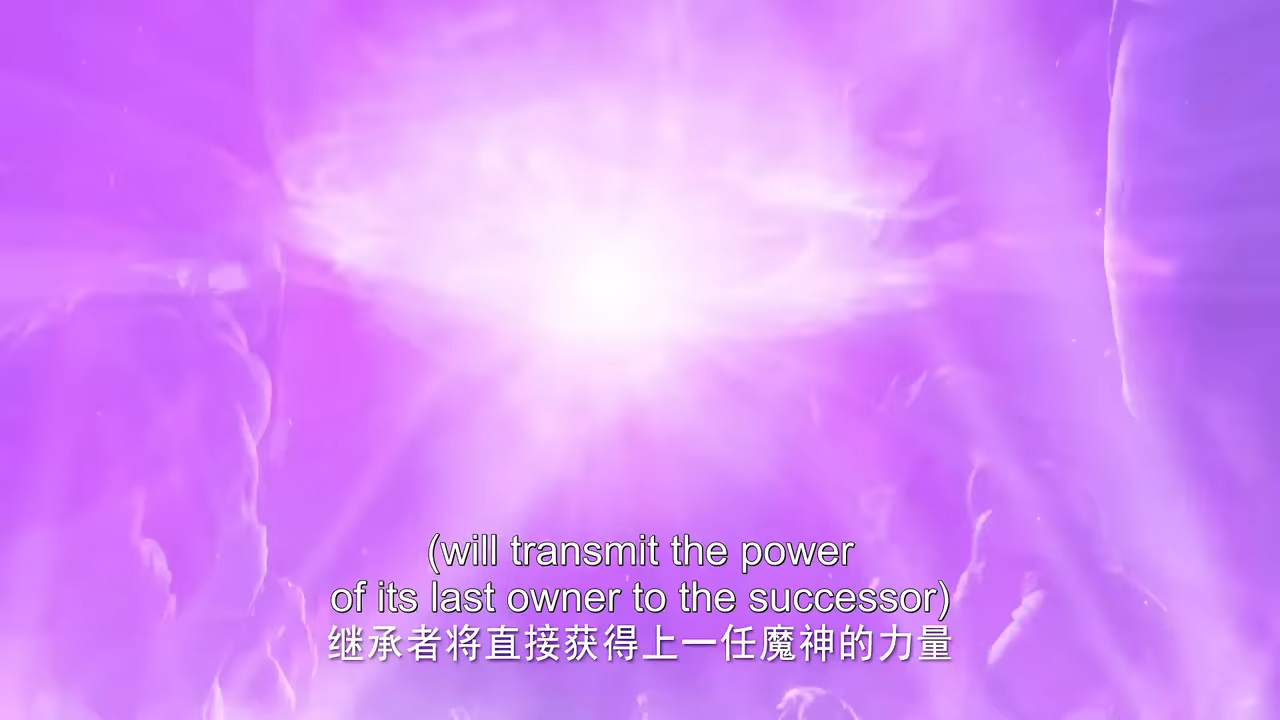 (will transmit the power
of its last owner to the successor)
继承者将直接获得上一任魔神的力量